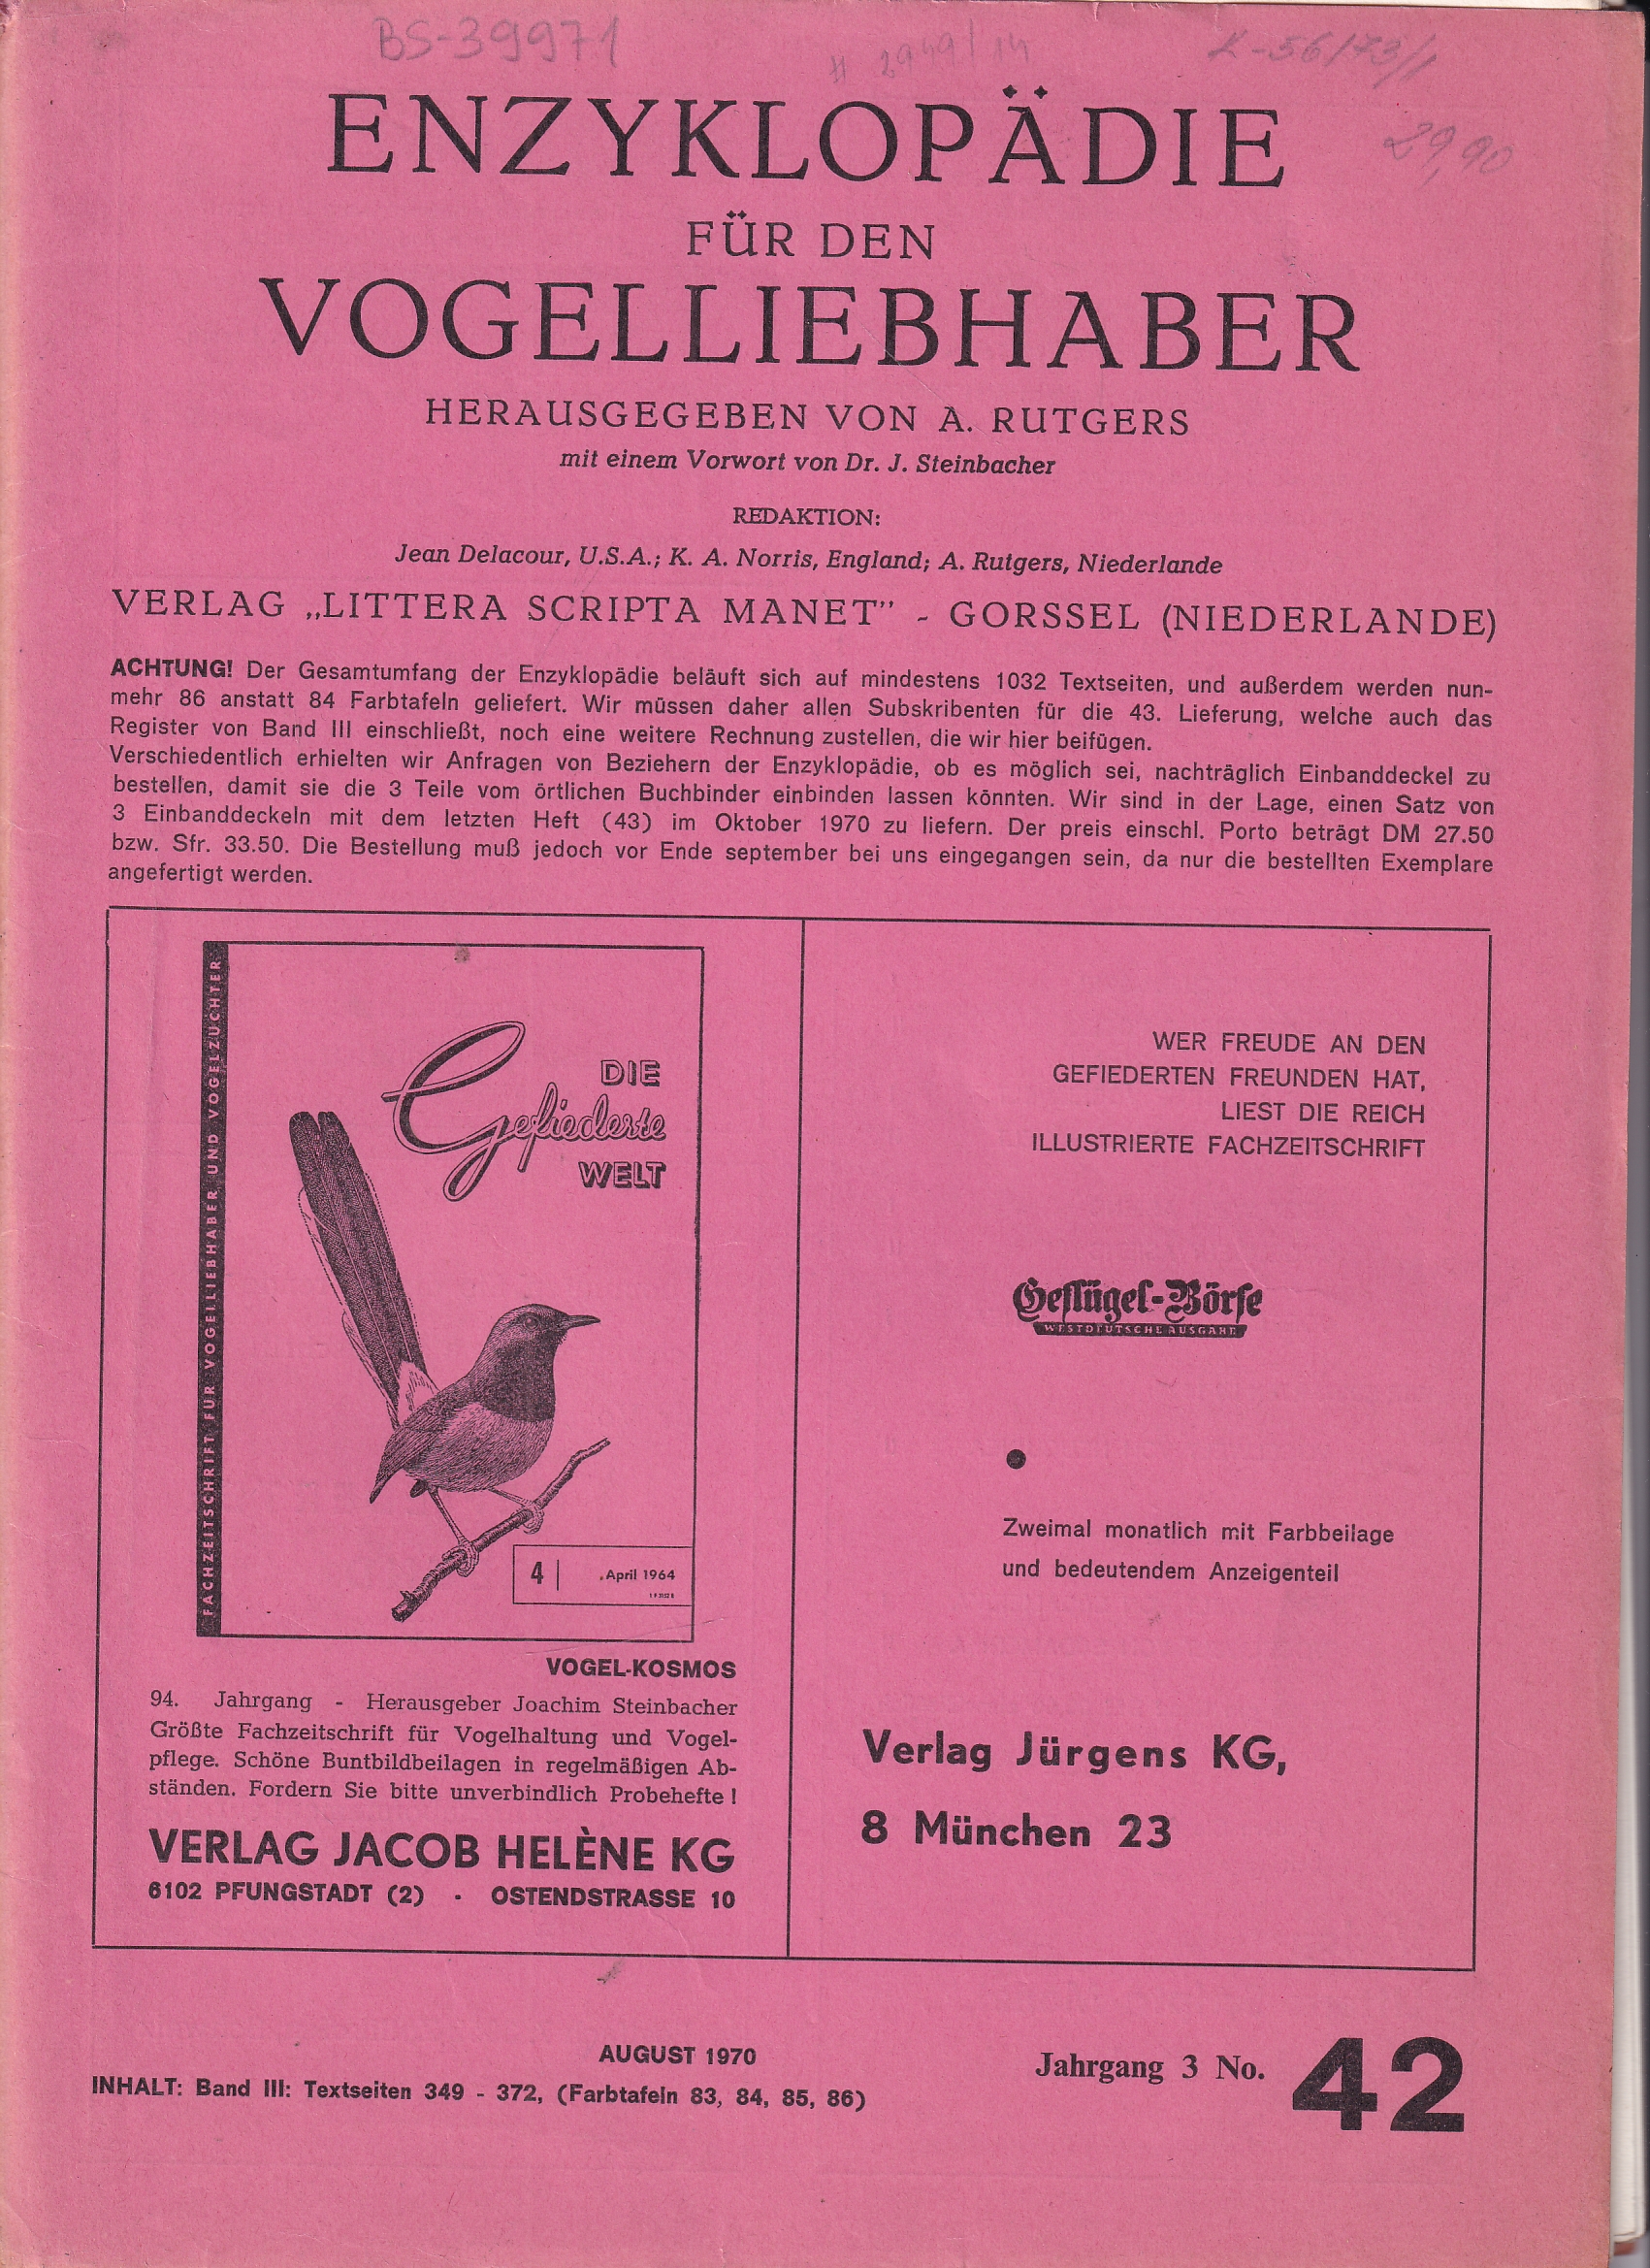 BS-39971
# 2949/14
K-56/73/1
29,90
ENZYKLOPÄDIE
FÜR DEN
VOGELLIEBHABER
HERAUSGEGEBEN VON A. RUTGERS
mit einem Vorwort von Dr. J. Steinbacher
REDAKTION:
Jean Delacour, U.S.A.; K. A. Norris, England; A. Rutgers, Niederlande
VERLAG „LITTERA SCRIPTA MANET” - GORSSEL (NIEDERLANDE)
ACHTUNG! Der Gesamtumfang der Enzyklopädie beläuft sich auf mindestens 1032 Textseiten, und außerdem werden nun-
mehr 86 anstatt 84 Farbtafeln geliefert. Wir müssen daher allen Subskribenten für die 43. Lieferung, welche auch das
Register von Band III einschließt, noch eine weitere Rechnung zustellen, die wir hier beifügen.
Verschiedentlich erhielten wir Anfragen von Beziehern der Enzyklopädie, ob es möglich sei, nachträglich Einbanddeckel zu
bestellen, damit sie die 3 Teile vom örtlichen Buchbinder einbinden lassen könnten. Wir sind in der Lage, einen Satz von
3 Einbanddeckeln mit dem letzten Heft (43) im Oktober 1970 zu liefern. Der preis einschl. Porto beträgt DM 27.50
bzw. Sfr. 33.50. Die Bestellung muß jedoch vor Ende september bei uns eingegangen sein, da nur die bestellten Exemplare
angefertigt werden.
FACHZEITSCHRIFT FÜR VOGELLIEBHABER UND VOGELZÜCHTER
DIE
Gefiederte
WELT
4 | April 1964
VOGEL-KOSMOS
94. Jahrgang - Herausgeber Joachim Steinbacher
Größte Fachzeitschrift für Vogelhaltung und Vogel-
pflege. Schöne Buntbildbeilagen in regelmäßigen Ab-
ständen. Fordern Sie bitte unverbindlich Probehefte !
VERLAG JACOB HELÈNE KG
6102 PFUNGSTADT (2) · OSTENDSTRASSE 10
WER FREUDE AN DEN
GEFIEDERTEN FREUNDEN HAT,
LIEST DIE REICH
ILLUSTRIERTE FACHZEITSCHRIFT
Geflügel-Börse
WESTDEUTSCHE AUSGABE
Zweimal monatlich mit Farbbeilage
und bedeutendem Anzeigenteil
Verlag Jürgens KG,
8 München 23
AUGUST 1970
INHALT: Band III: Textseiten 349 - 372, (Farbtafeln 83, 84, 85, 86)
Jahrgang 3 No. 42